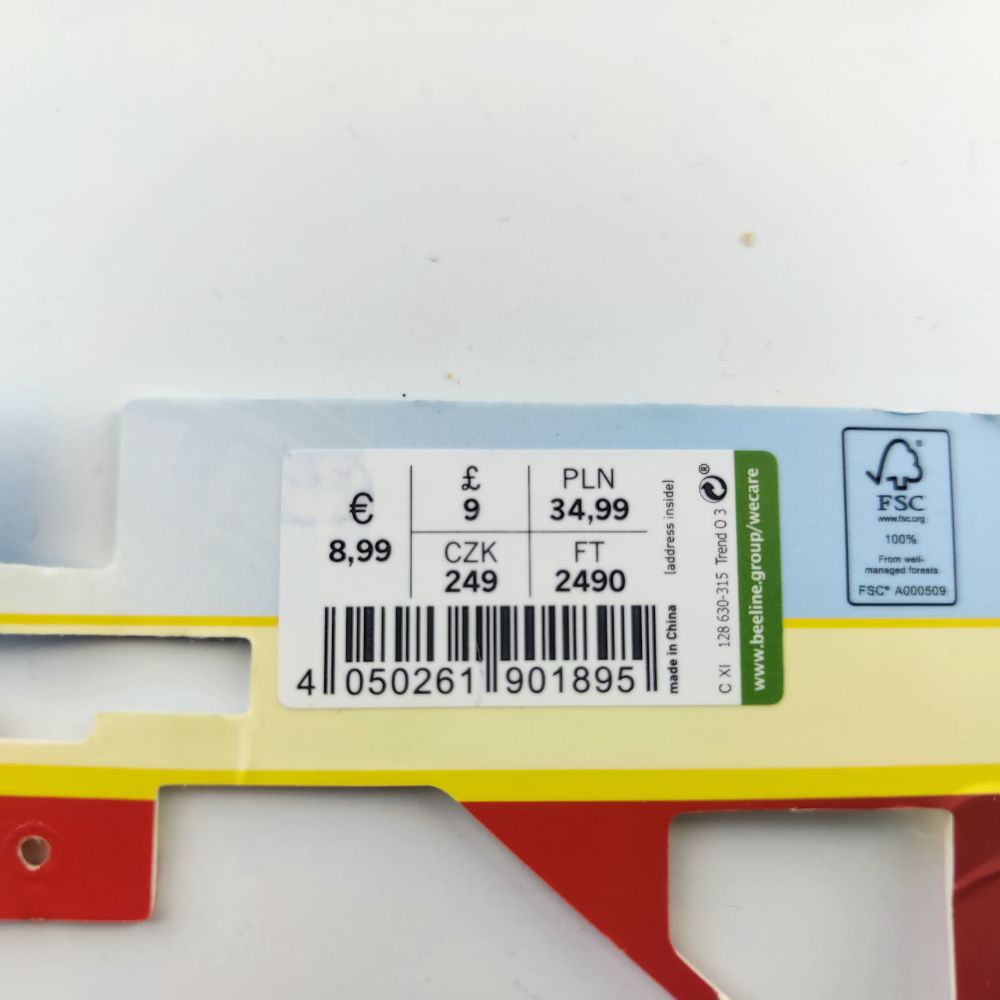 €
8,99
£
9
PLN
34,99
CZK
249
FT
2490
4 050261 901895
made in China (address inside)
C XI 128 630-315 Trend O 3
www.beeline.group/wecare
FSC®
www.fsc.org
100%
From well-
managed forests
FSC® A000509